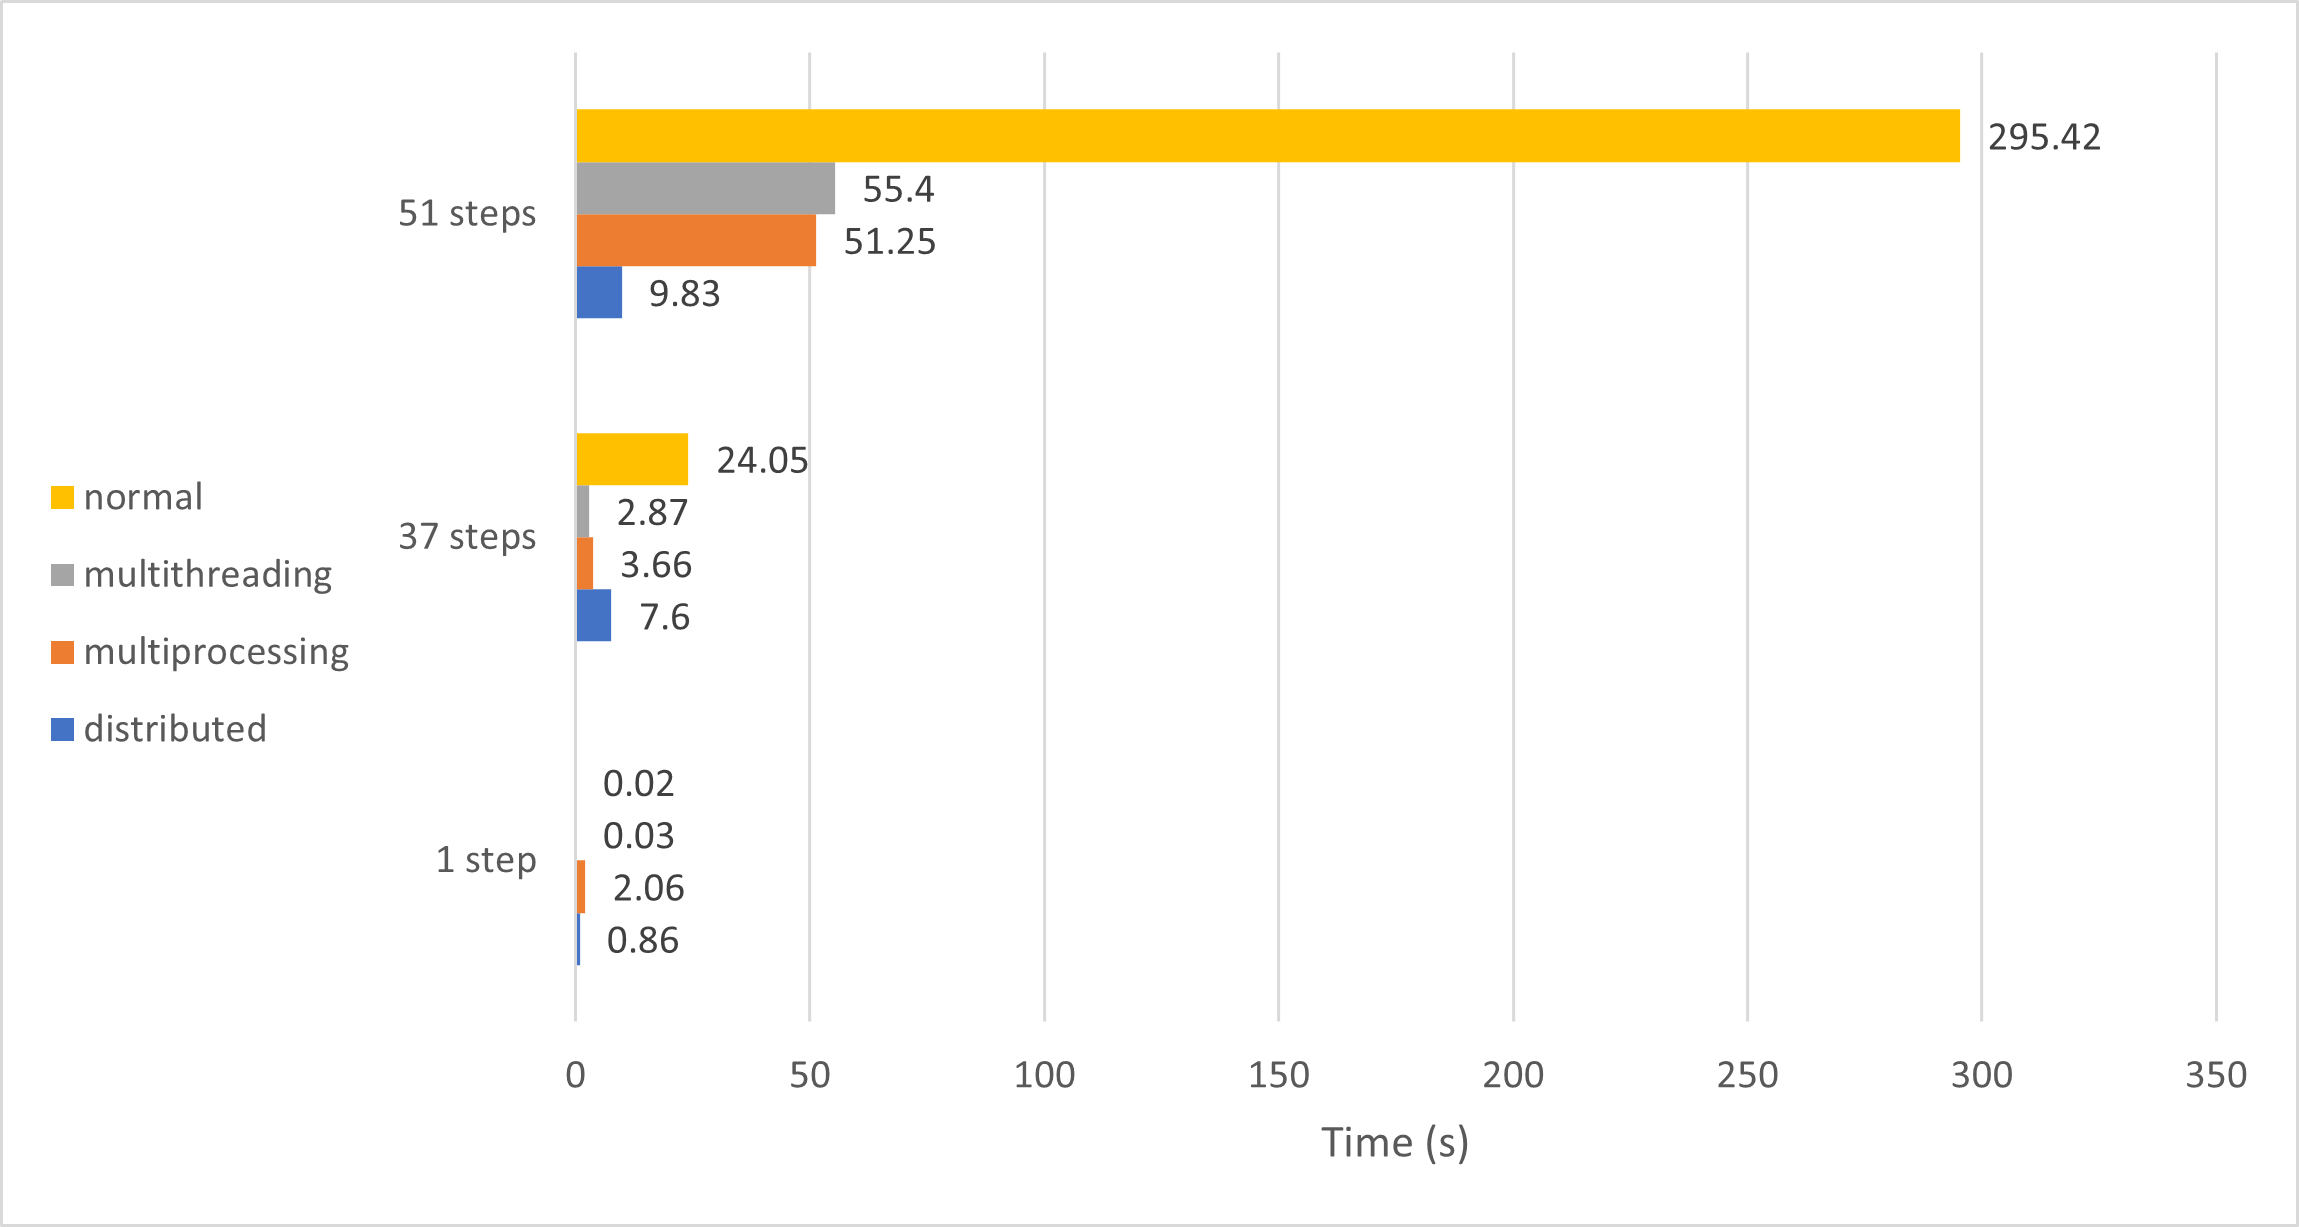 295.42
55.4
51 steps
51.25
9.83
24.05
2.87
37 steps
3.66
7.6
normal
multithreading
multiprocessing
distributed
0.02
0.03
1 step
2.06
0.86
0 50 100 150 200 250 300 350
Time (s)